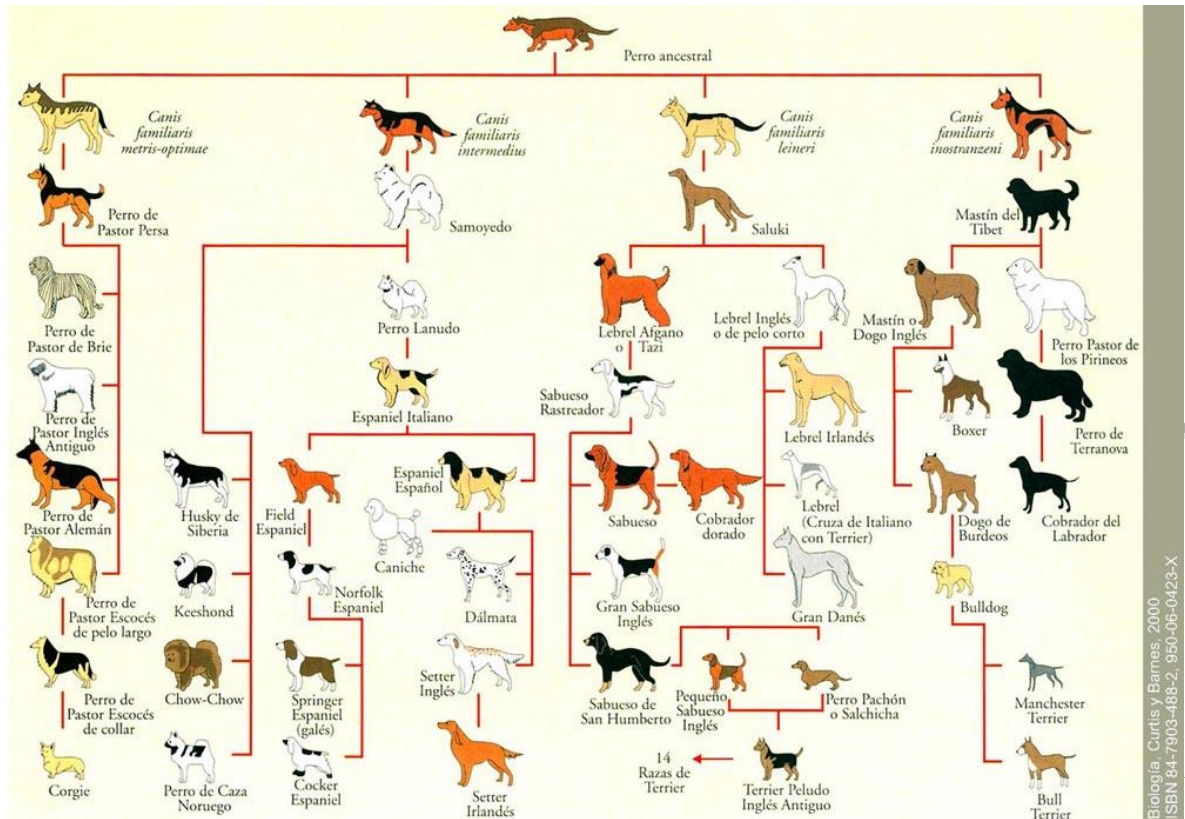 Perro ancestral
Canis
familiaris
metris-optimae
Canis
familiaris
intermedius
Canis
familiaris
leineri
Canis
familiaris
inostranzeni
Perro de
Pastor Persa
Samoyedo
Saluki
Mastín del
Tibet
Perro de
Pastor de Brie
Perro Lanudo
Lebrel Afgano
o Tazi
Lebrel Inglés
o de pelo corto
Mastín o
Dogo Inglés
Perro Pastor de
los Pirineos
Perro de
Pastor Inglés
Antiguo
Espaniel Italiano
Sabueso
Rastreador
Lebrel Irlandés
Boxer
Perro de
Terranova
Perro de
Pastor Alemán
Husky de
Siberia
Field
Espaniel
Espaniel
Español
Caniche
Sabueso
Cobrador
dorado
Lebrel
(Cruza de Italiano
con Terrier)
Dogo de
Burdeos
Cobrador del
Labrador
Perro de
Pastor Escocés
de pelo largo
Keeshond
Norfolk
Espaniel
Dálmata
Gran Sabueso
Inglés
Gran Danés
Bulldog
Perro de
Pastor Escocés
de collar
Chow-Chow
Springer
Espaniel
(galés)
Setter
Inglés
Sabueso de
San Humberto
Pequeño
Sabueso
Inglés
Perro Pachón
o Salchicha
Manchester
Terrier
Corgie
Perro de Caza
Noruego
Cocker
Espaniel
Setter
Irlandés
14
Razas de
Terrier
Terrier Peludo
Inglés Antiguo
Bull
Terrier
Biología. Curtis y Barnes. 2000
ISBN 84-7903-488-2, 950-06-0423-X